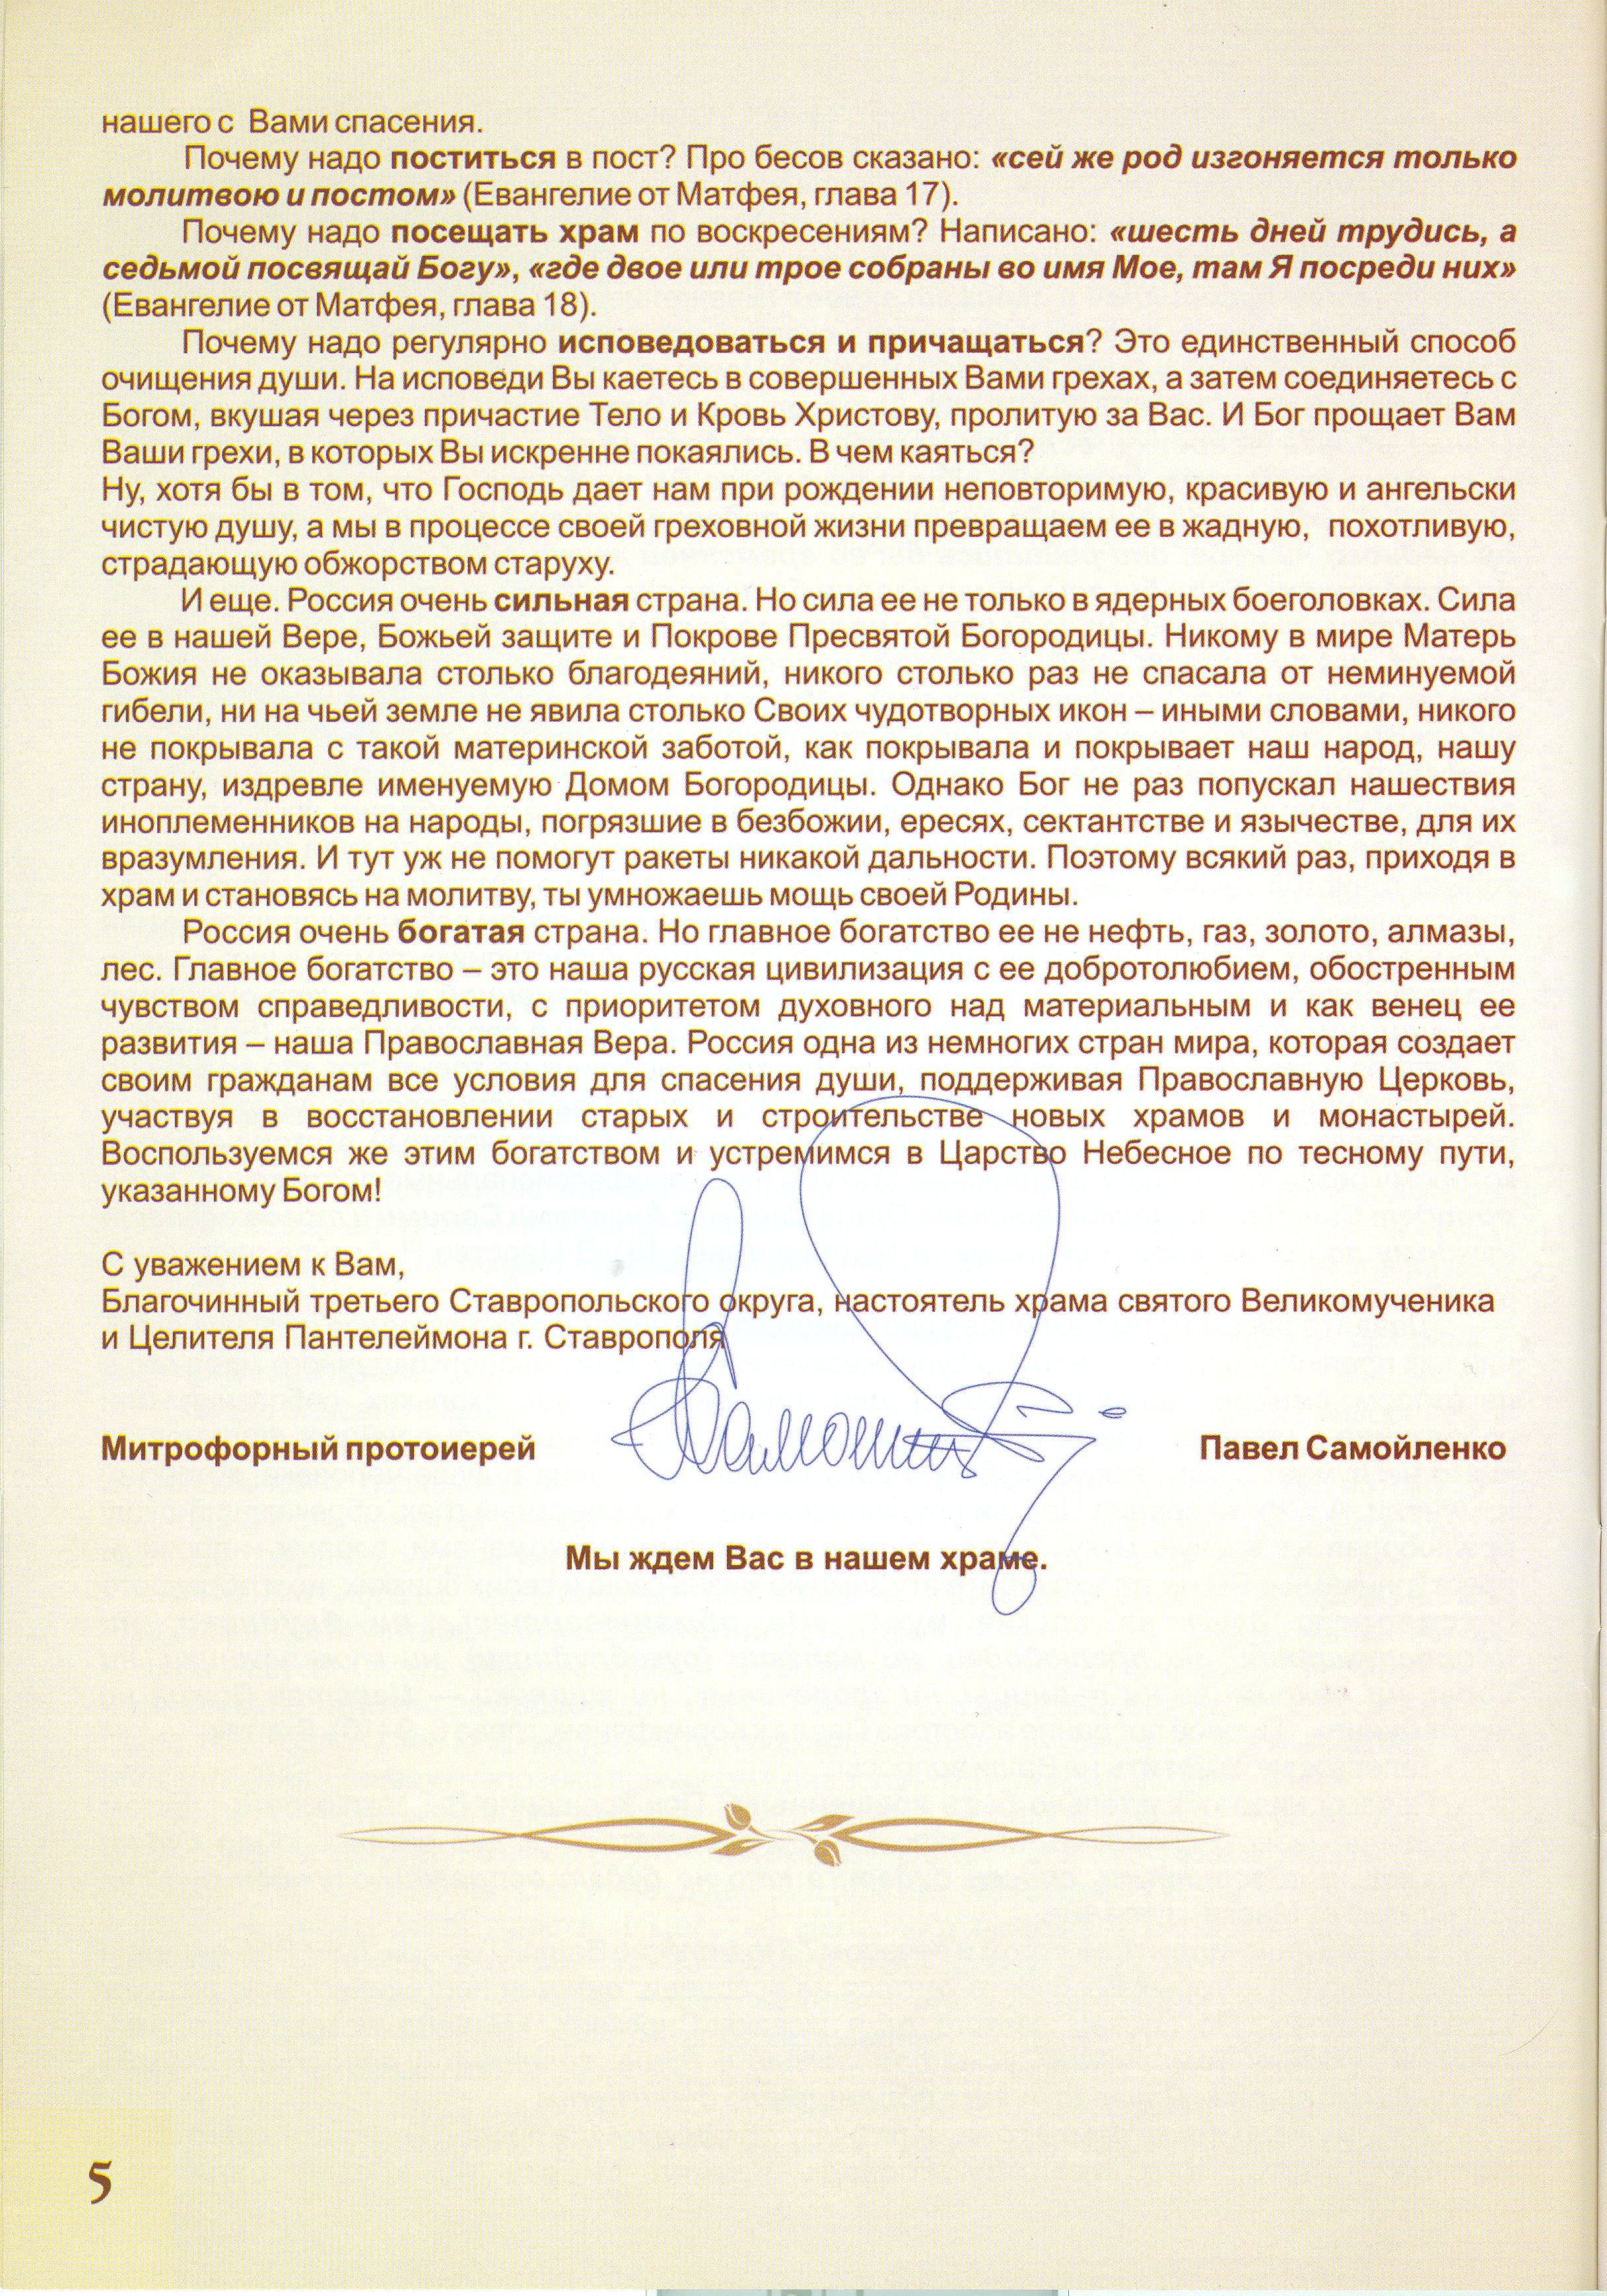 нашего с Вами спасения.
Почему надо поститься в пост? Про бесов сказано: «сей же род изгоняется только
молитвою и постом» (Евангелие от Матфея, глава 17).
Почему надо посещать храм по воскресениям? Написано: «шесть дней трудись, а
седьмой посвящай Богу», «где двое или трое собраны во имя Мое, там Я посреди них»
(Евангелие от Матфея, глава 18).
Почему надо регулярно исповедоваться и причащаться? Это единственный способ
очищения души. На исповеди Вы каетесь в совершенных Вами грехах, а затем соединяетесь с
Богом, вкушая через причастие Тело и Кровь Христову, пролитую за Вас. И Бог прощает Вам
Ваши грехи, в которых Вы искренне покаялись. В чем каяться?
Ну, хотя бы в том, что Господь дает нам при рождении неповторимую, красивую и ангельски
чистую душу, а мы в процессе своей греховной жизни превращаем ее в жадную, похотливую,
страдающую обжорством старуху.
И еще. Россия очень сильная страна. Но сила ее не только в ядерных боеголовках. Сила
ее в нашей Вере, Божьей защите и Покрове Пресвятой Богородицы. Никому в мире Матерь
Божия не оказывала столько благодеяний, никого столько раз не спасала от неминуемой
гибели, ни на чьей земле не явила столько Своих чудотворных икон – иными словами, никого
не покрывала с такой материнской заботой, как покрывала и покрывает наш народ, нашу
страну, издревле именуемую Домом Богородицы. Однако Бог не раз попускал нашествия
иноплеменников на народы, погрязшие в безбожии, ересях, сектантстве и язычестве, для их
вразумления. И тут уж не помогут ракеты никакой дальности. Поэтому всякий раз, приходя в
храм и становясь на молитву, ты умножаешь мощь своей Родины.
Россия очень богатая страна. Но главное богатство ее не нефть, газ, золото, алмазы,
лес. Главное богатство – это наша русская цивилизация с ее добротолюбием, обостренным
чувством справедливости, с приоритетом духовного над материальным и как венец ее
развития – наша Православная Вера. Россия одна из немногих стран мира, которая создает
своим гражданам все условия для спасения души, поддерживая Православную Церковь,
участвуя в восстановлении старых и строительстве новых храмов и монастырей.
Воспользуемся же этим богатством и устремимся в Царство Небесное по тесному пути,
указанному Богом!
С уважением к Вам,
Благочинный третьего Ставропольского округа, настоятель храма святого Великомученика
и Целителя Пантелеймона г. Ставрополя
Митрофорный протоиерей Павел Самойленко
Мы ждем Вас в нашем храме.
5